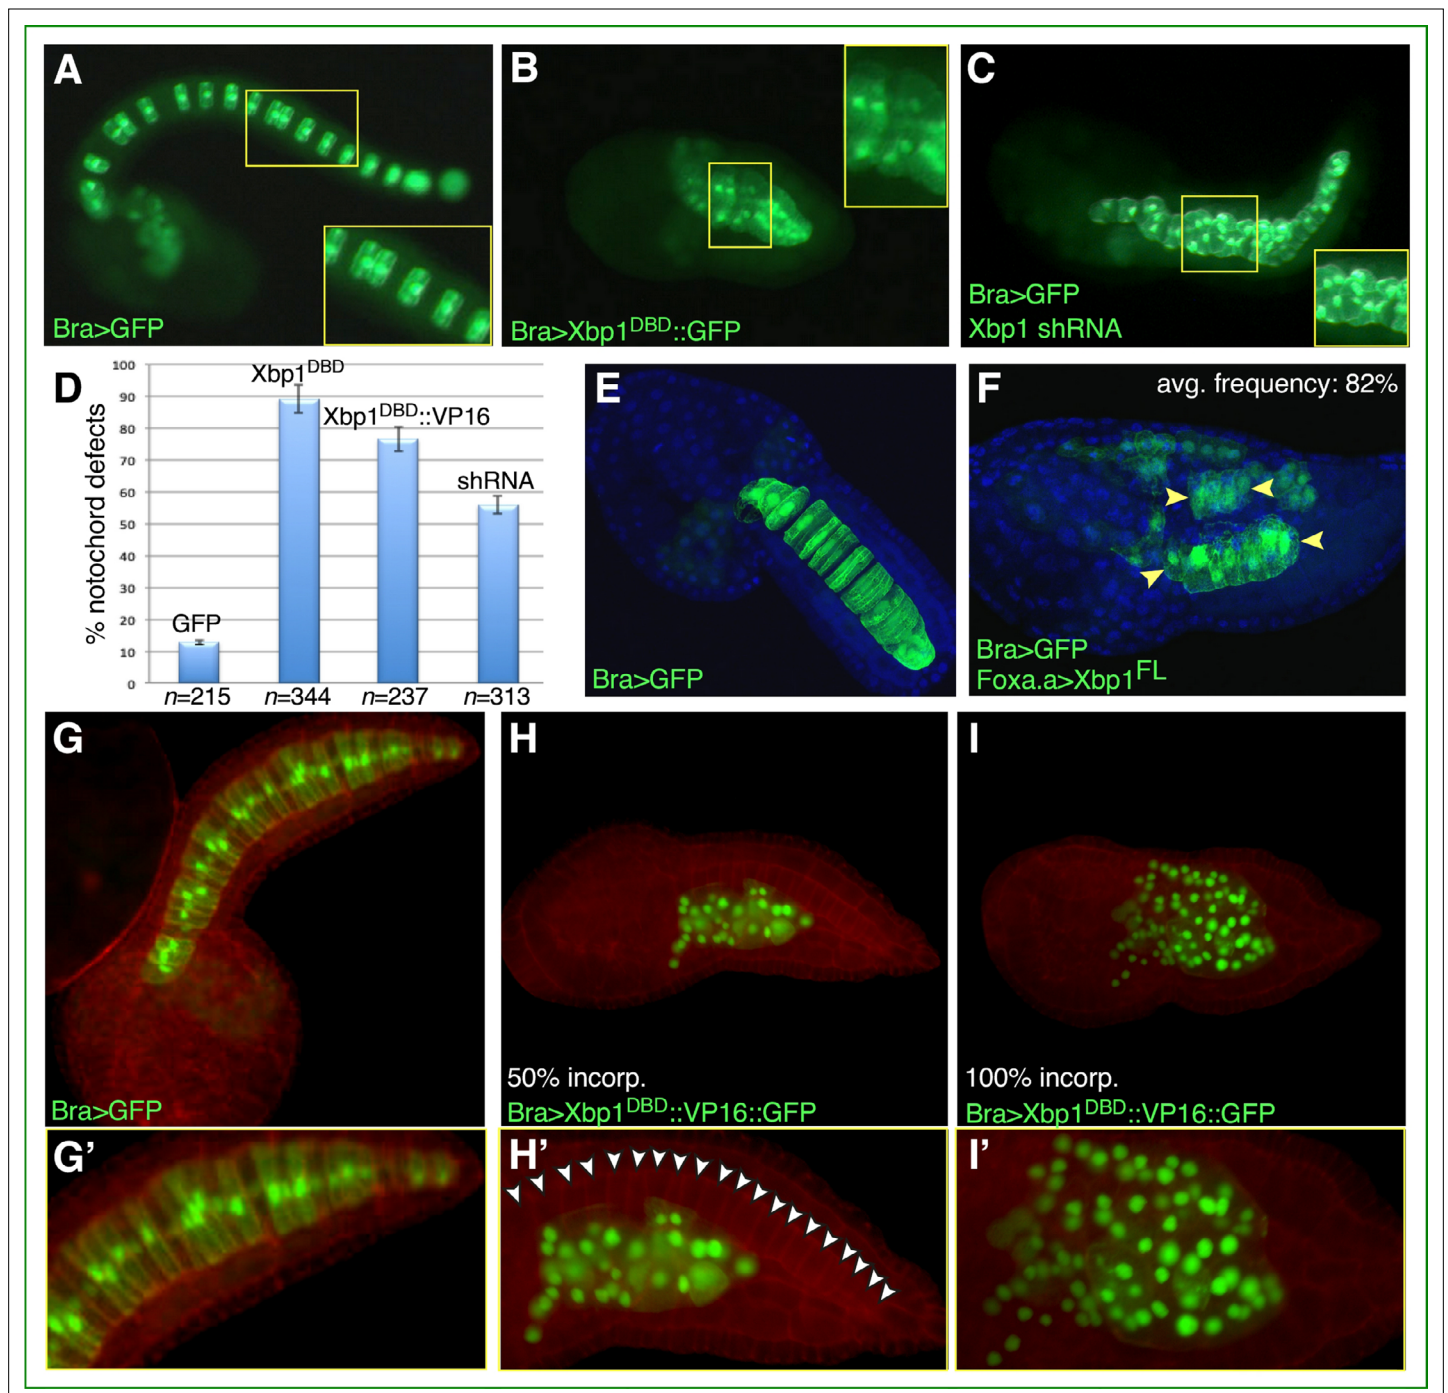 A
Bra>GFP
B
Bra>Xbp1DBD::GFP
C
Bra>GFP
Xbp1 shRNA
D
% notochord defects
100
90
80
70
60
50
40
30
20
10
0
GFP
Xbp1DBD
Xbp1DBD::VP16
shRNA
n=215
n=344
n=237
n=313
E
Bra>GFP
F
avg. frequency: 82%
Bra>GFP
Foxa.a>Xbp1FL
G
Bra>GFP
H
50% incorp.
Bra>Xbp1DBD::VP16::GFP
I
100% incorp.
Bra>Xbp1DBD::VP16::GFP
G’
H’
I’